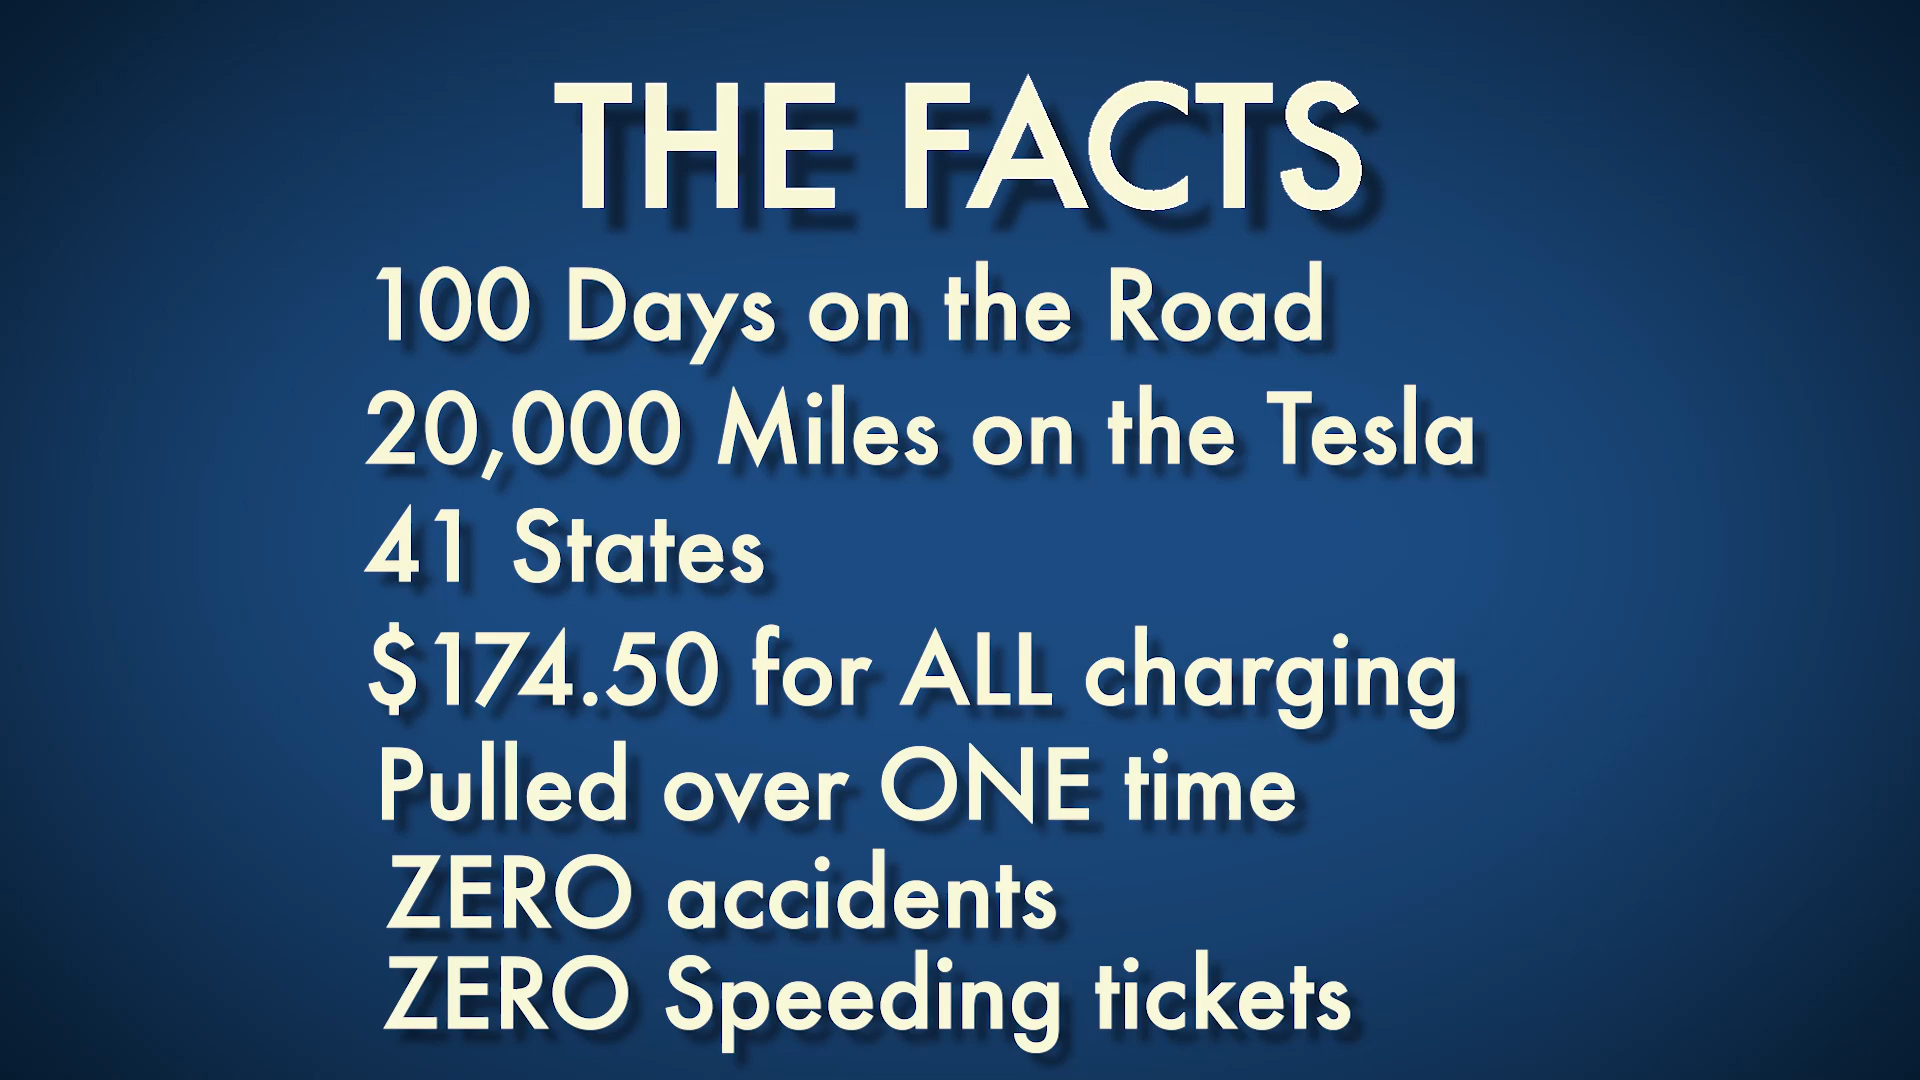 THE FACTS
100 Days on the Road
20,000 Miles on the Tesla
41 States
$174.50 for ALL charging
Pulled over ONE time
ZERO accidents
ZERO Speeding tickets